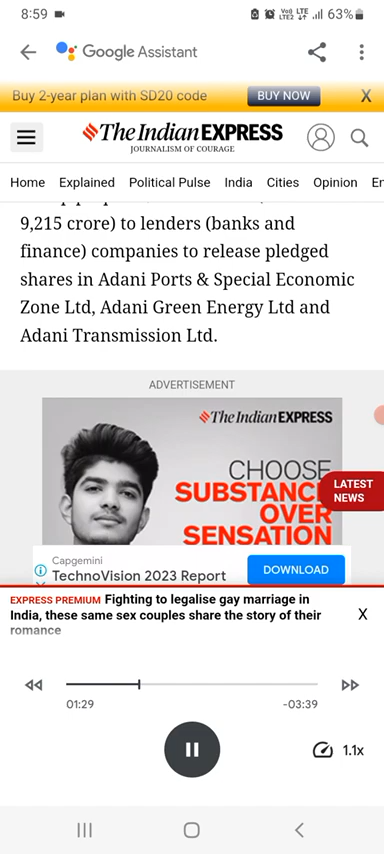 8:59
Vo)) LTE
LTE2
63%
Google Assistant
Buy 2-year plan with SD20 code
BUY NOW
X
The Indian EXPRESS
JOURNALISM OF COURAGE
Home Explained Political Pulse India Cities Opinion En
9,215 crore) to lenders (banks and
finance) companies to release pledged
shares in Adani Ports & Special Economic
Zone Ltd, Adani Green Energy Ltd and
Adani Transmission Ltd.
ADVERTISEMENT
The Indian EXPRESS
CHOOSE
SUBSTANCE
OVER
SENSATION
LATEST
NEWS
Capgemini
TechnoVision 2023 Report
DOWNLOAD
EXPRESS PREMIUM Fighting to legalise gay marriage in
India, these same sex couples share the story of their
romance
X
01:29
-03:39
1.1x